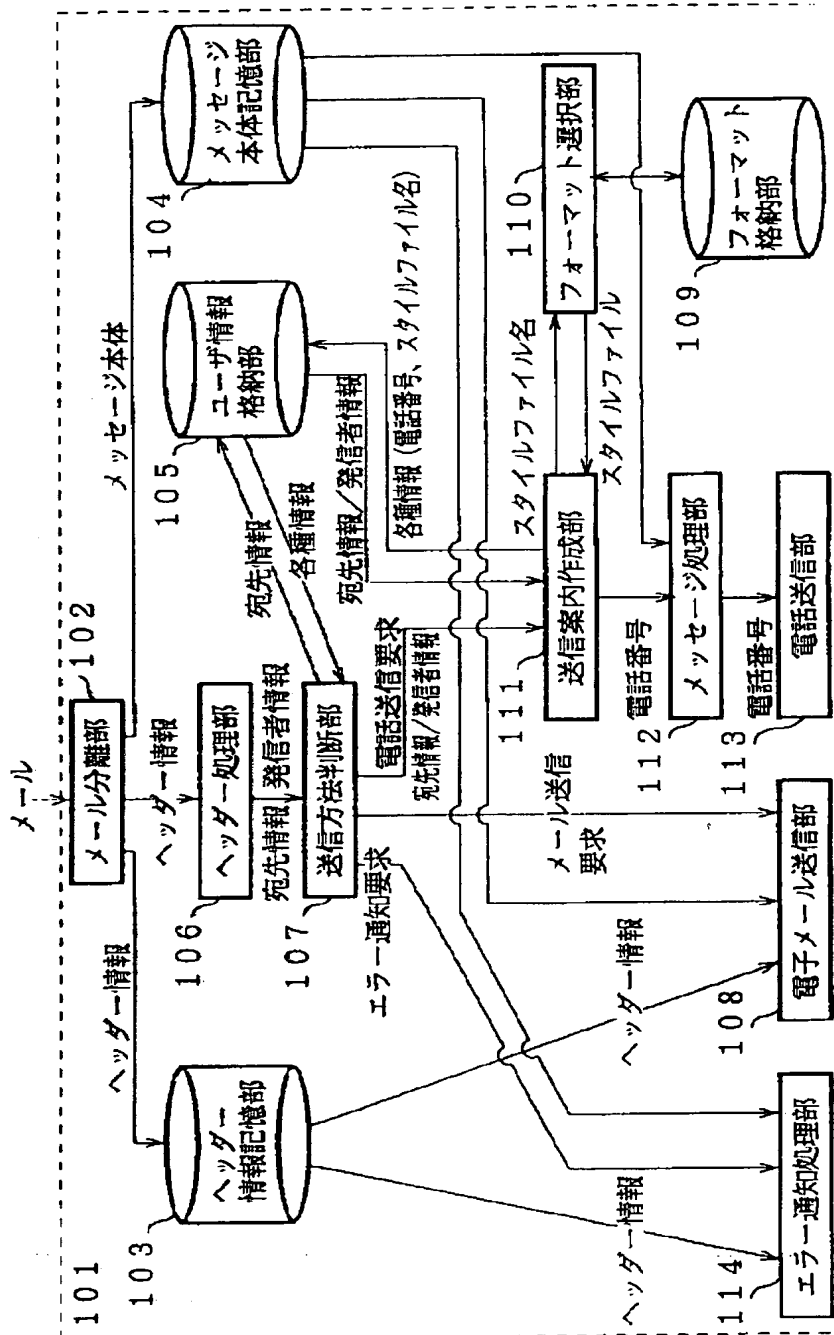 メール
101
メール分離部
102
ヘッダー情報
ヘッダー情報
メッセージ本体
ヘッダー
情報記憶部
103
ヘッダー処理部
106
ユーザ情報
格納部
105
メッセージ
本体記憶部
104
宛先情報 発信者情報
宛先情報
各種情報
送信方法判断部
107
エラー通知要求
電話送信要求
宛先情報/発信者情報
宛先情報/発信者情報
各種情報(電話番号、スタイルファイル名)
メール送信
要求
送信案内作成部
111
スタイルファイル名
スタイルファイル
フォーマット選択部
110
フォーマット
格納部
109
電話番号
メッセージ処理部
112
電話番号
電話送信部
113
ヘッダー情報
ヘッダー情報
電子メール送信部
108
エラー通知処理部
114